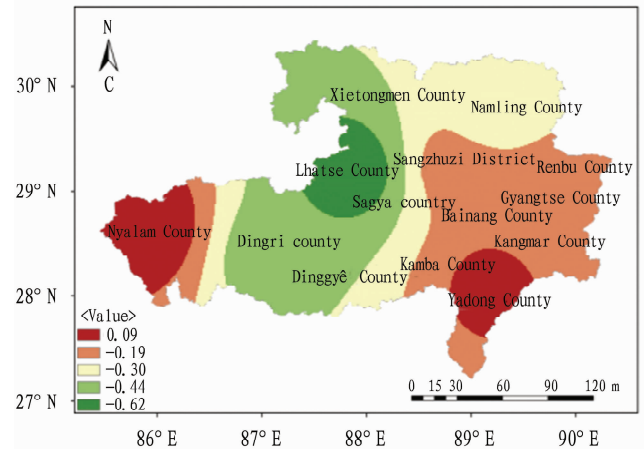 N
C
30° N
29° N
28° N
27° N
Xietongmen County
Namling County
Sangzhuzi District
Renbu County
Lhatse County
Gyangtse County
Sagya country
Bainang County
Nyalam County
Dingri county
Kangmar County
Kamba County
Dinggyê County
Yadong County
<Value>
0.09
-0.19
-0.30
-0.44
-0.62
0 15 30 60 90 120 m
86° E 87° E 88° E 89° E 90° E